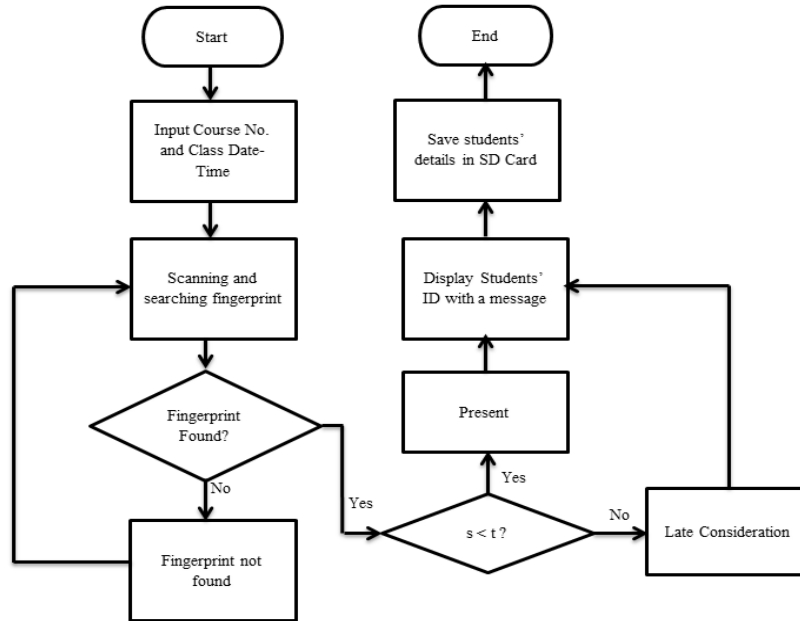 Start
Input Course No.
and Class Date-
Time
Scanning and
searching fingerprint
Fingerprint
Found?
No
Fingerprint not
found
Yes
s < t ?
Yes
No
Late Consideration
Present
Display Students'
ID with a message
Save students'
details in SD Card
End